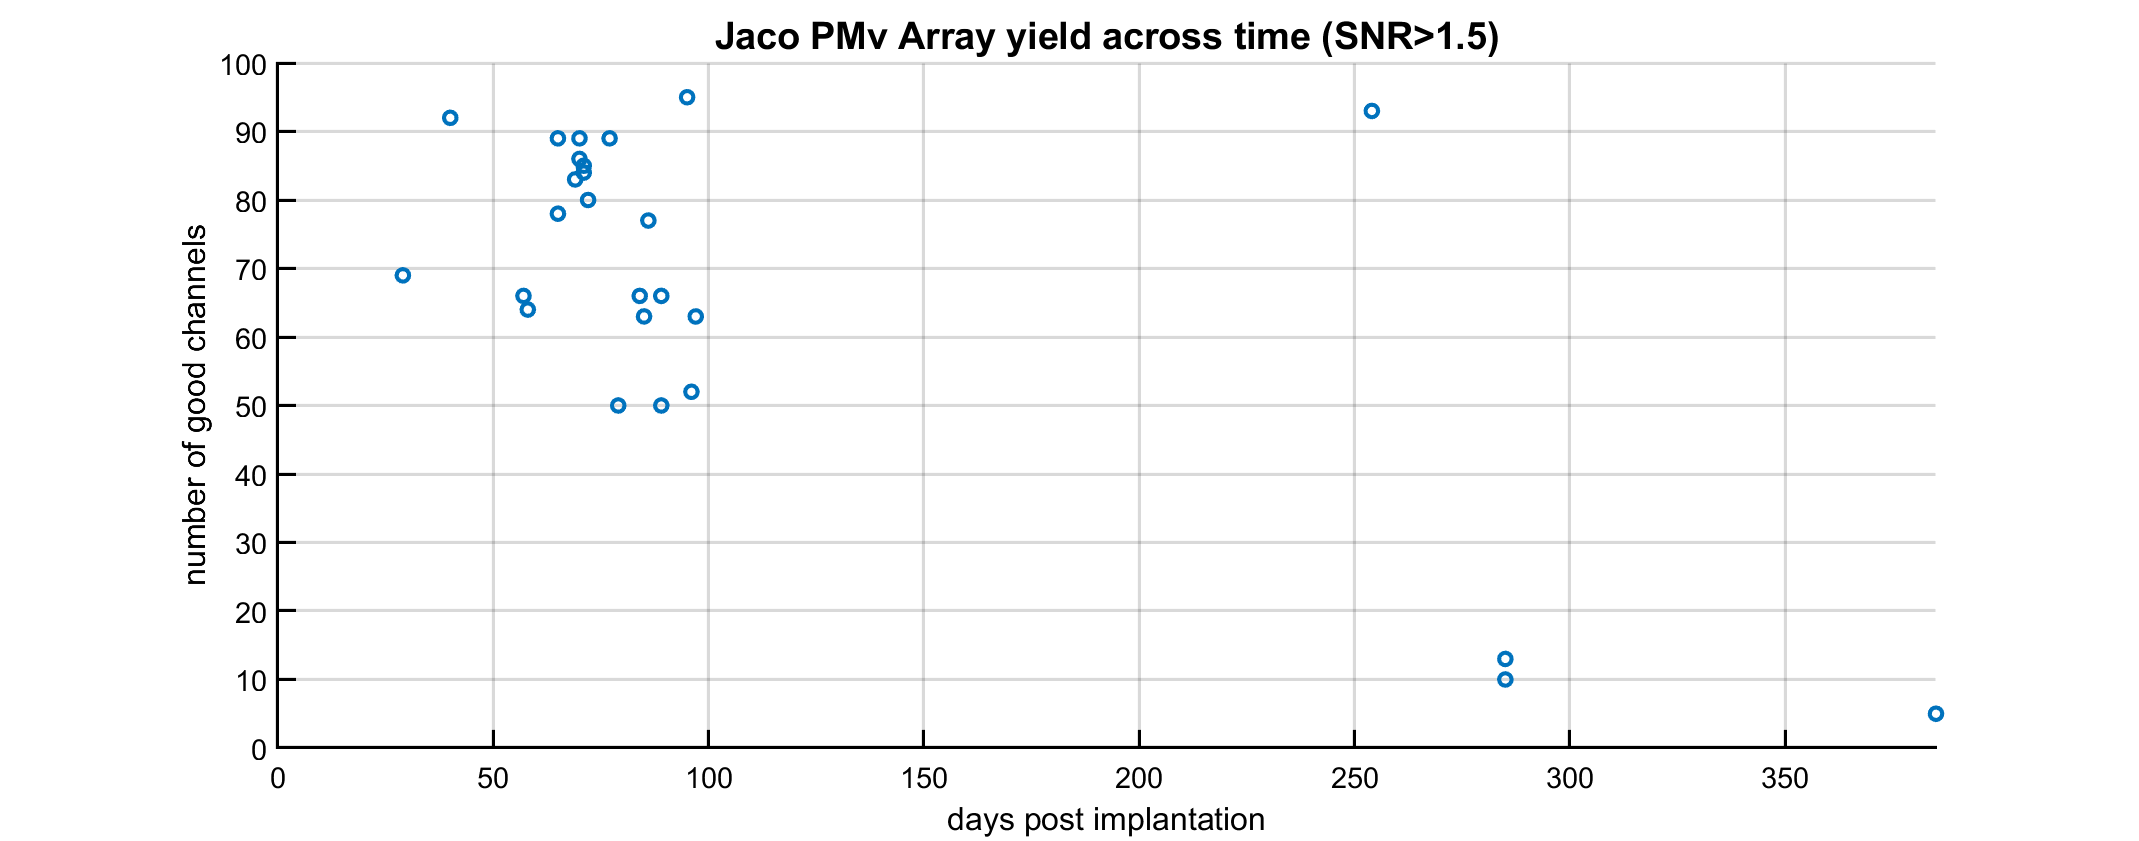 Jaco PMv Array yield across time (SNR>1.5)
number of good channels
100
90
80
70
60
50
40
30
20
10
0
0 50 100 150 200 250 300 350
days post implantation